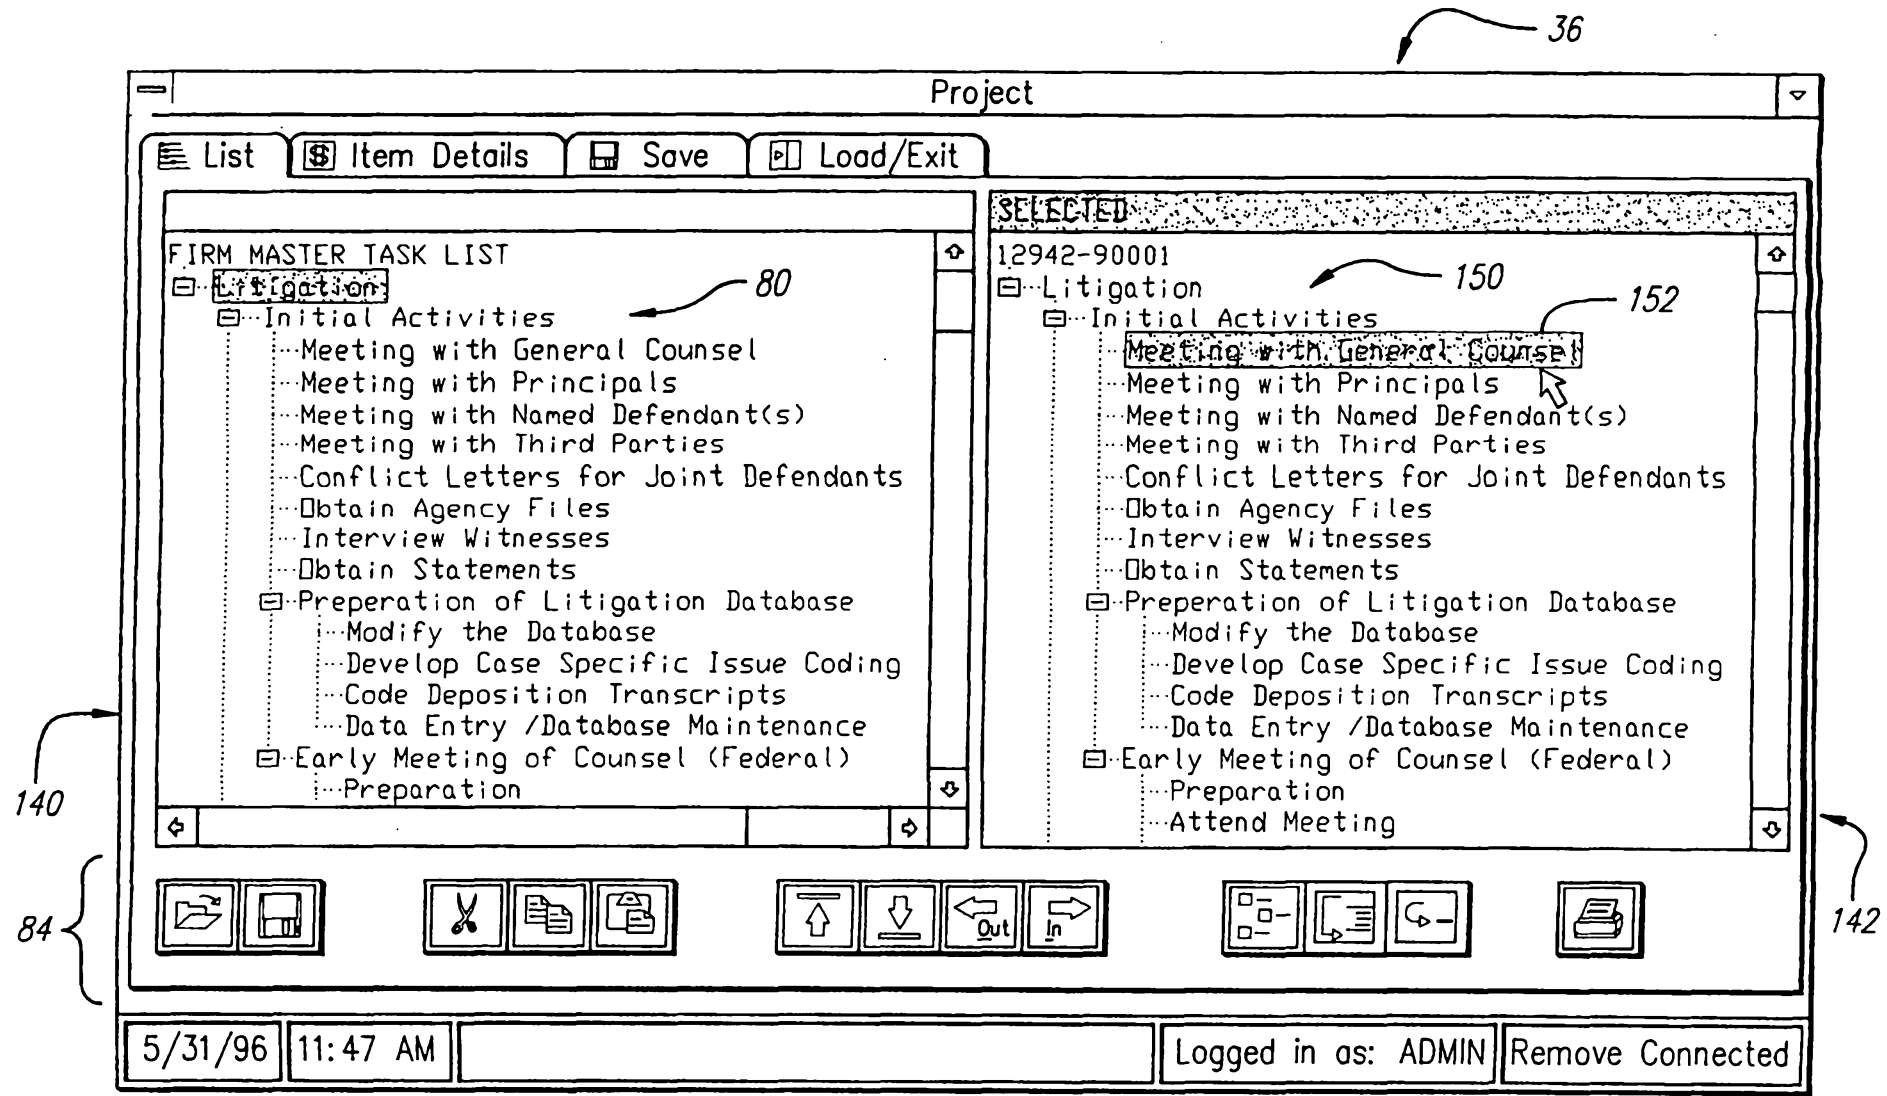 36
Project
List
$ Item Details
Save
Load/Exit
SELECTED
FIRM MASTER TASK LIST
Litigation
80
Initial Activities
Meeting with General Counsel
Meeting with Principals
Meeting with Named Defendant(s)
Meeting with Third Parties
Conflict Letters for Joint Defendants
Obtain Agency Files
Interview Witnesses
Obtain Statements
Preperation of Litigation Database
Modify the Database
Develop Case Specific Issue Coding
Code Deposition Transcripts
Data Entry /Database Maintenance
Early Meeting of Counsel (Federal)
Preparation
12942-90001
Litigation
150
152
Initial Activities
Meeting with General Counsel
Meeting with Principals
Meeting with Named Defendant(s)
Meeting with Third Parties
Conflict Letters for Joint Defendants
Obtain Agency Files
Interview Witnesses
Obtain Statements
Preperation of Litigation Database
Modify the Database
Develop Case Specific Issue Coding
Code Deposition Transcripts
Data Entry /Database Maintenance
Early Meeting of Counsel (Federal)
Preparation
Attend Meeting
140
142
84
Out
In
5/31/96
11:47 AM
Logged in as: ADMIN
Remove Connected